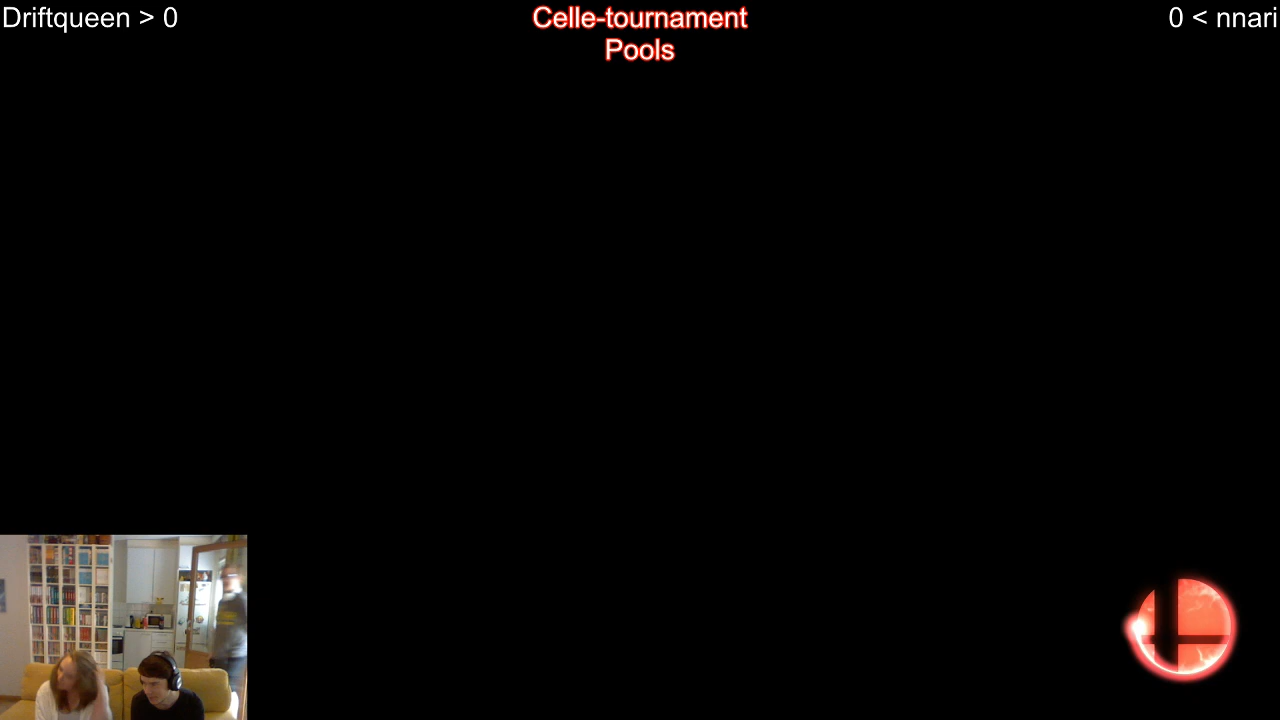 Driftqueen > 0
Celle-tournament
Pools
0 < nnari